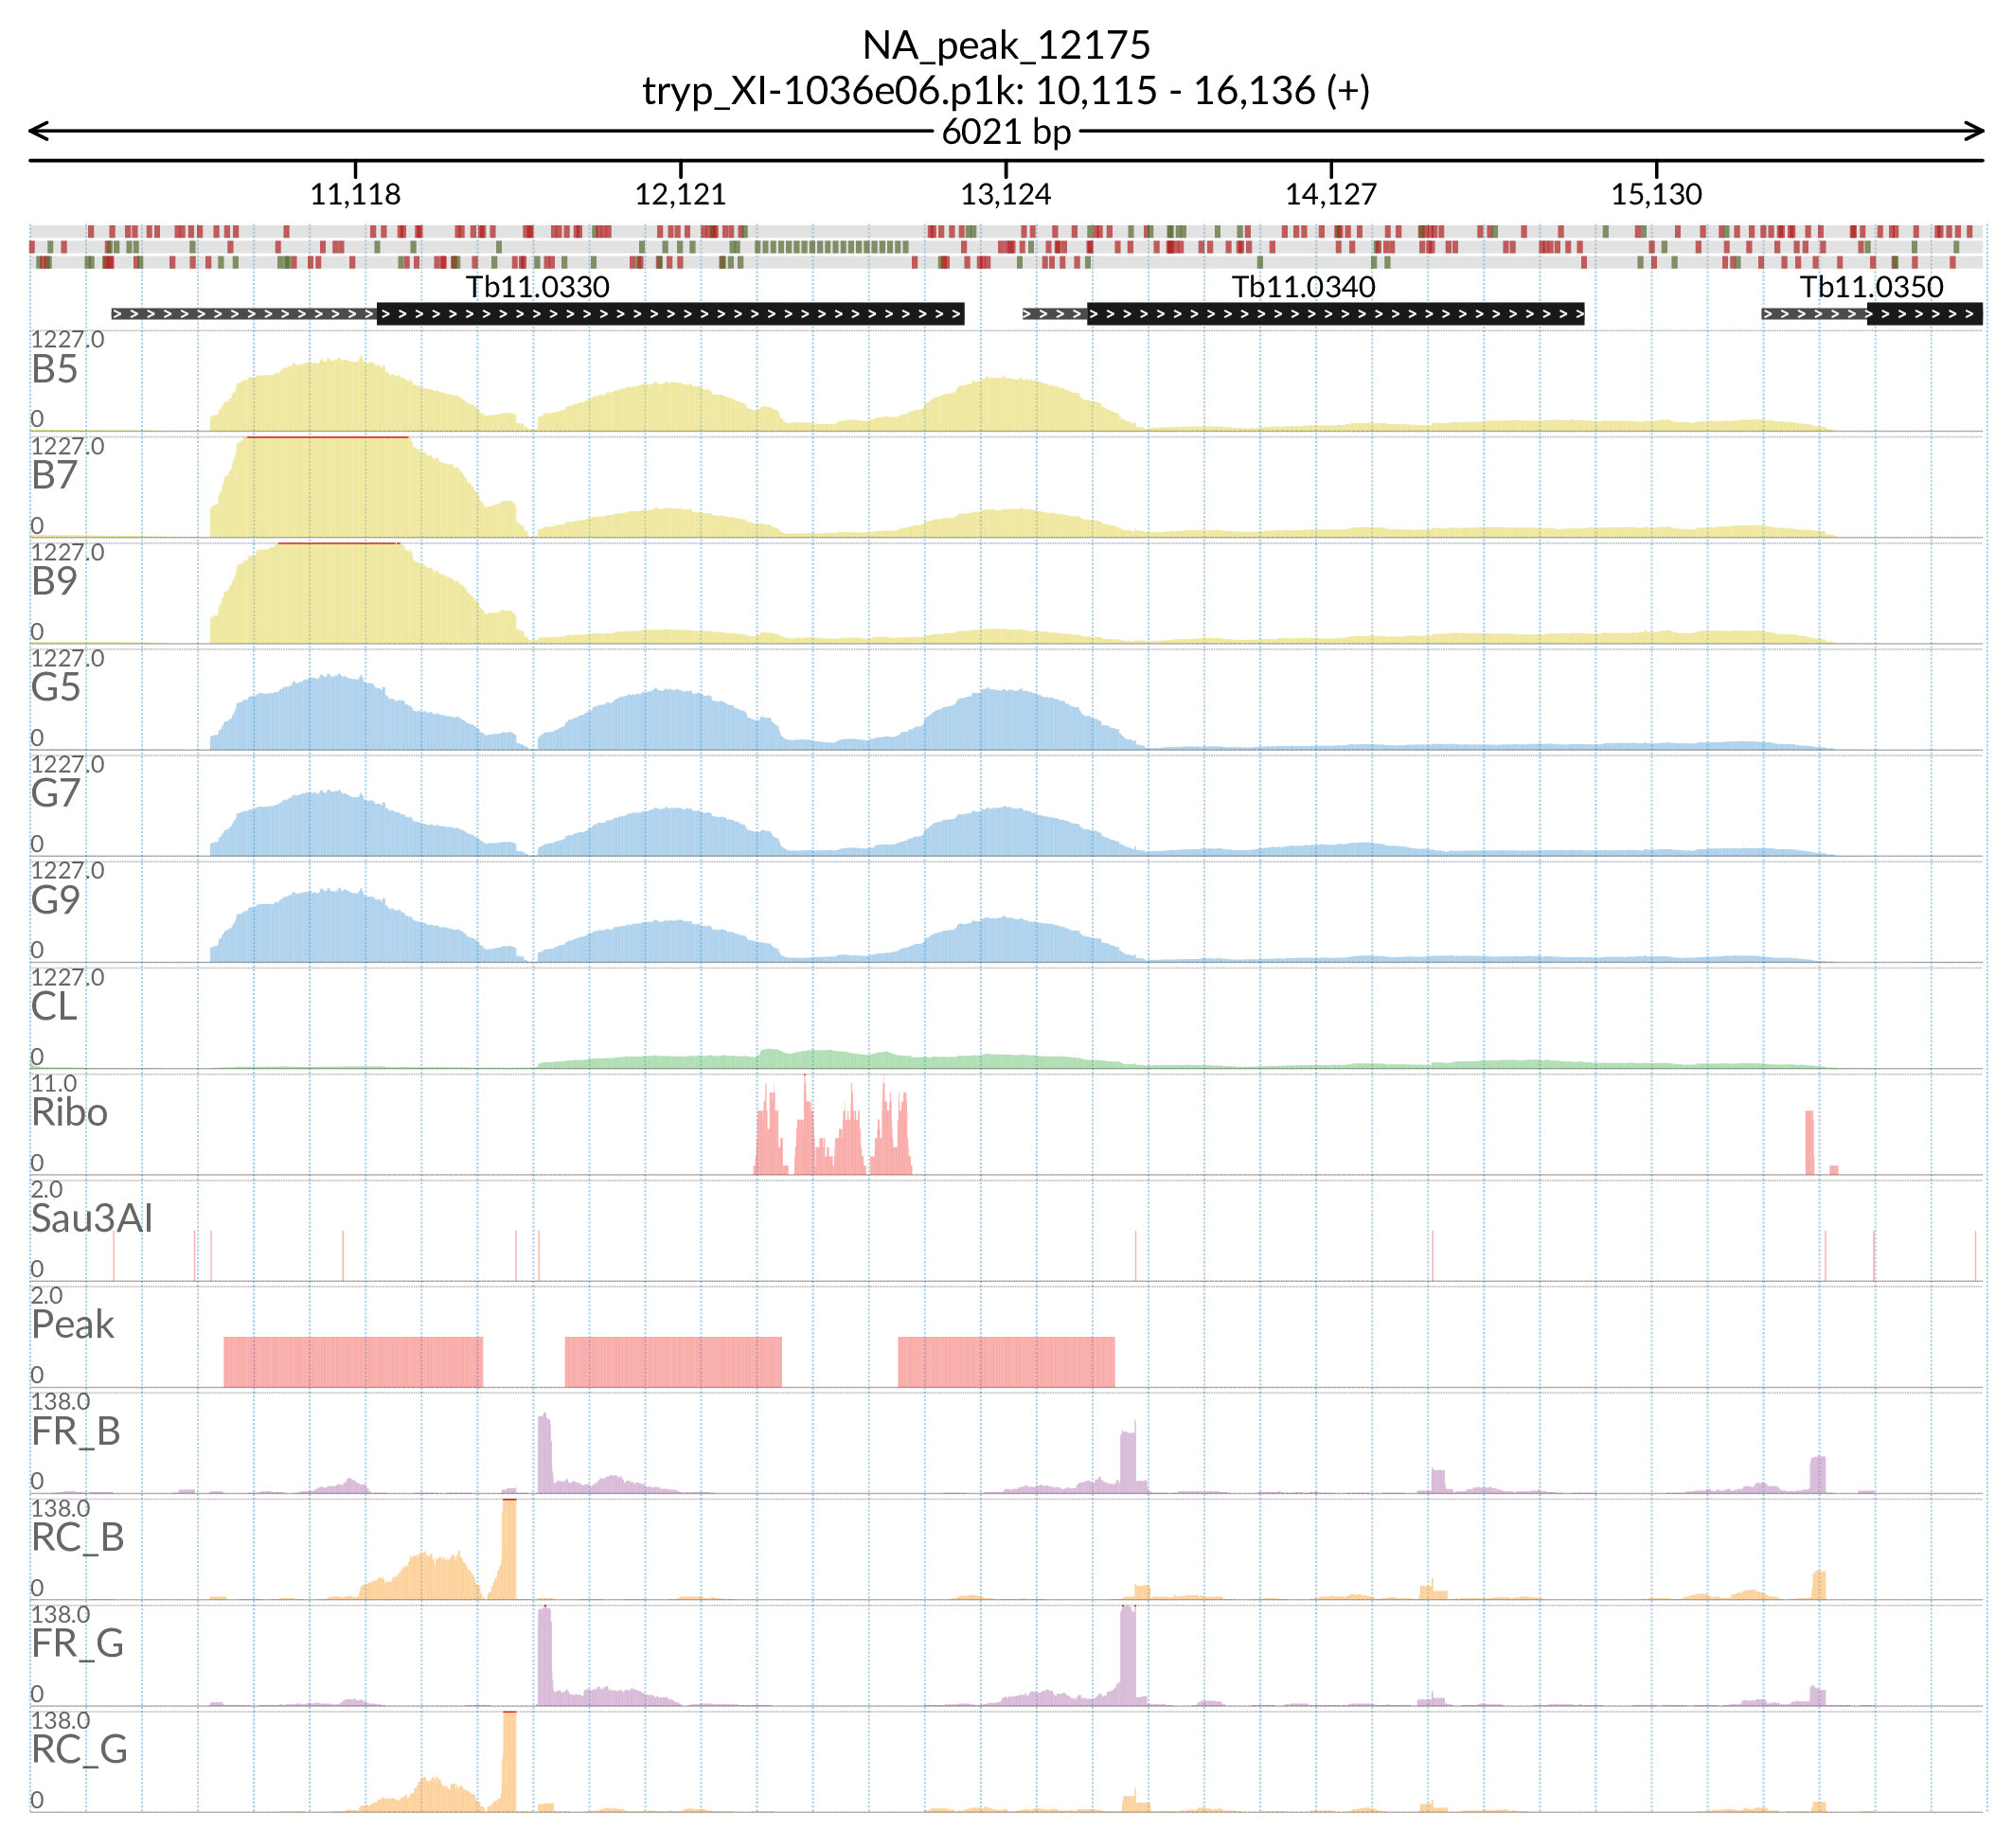 NA_peak_12175
tryp_XI-1036e06.p1k: 10,115 - 16,136 (+)
6021 bp
11,118 12,121 13,124 14,127 15,130
Tb11.0330 Tb11.0340 Tb11.0350
1227.0
B5
0
1227.0
B7
0
1227.0
B9
0
1227.0
G5
0
1227.0
G7
0
1227.0
G9
0
1227.0
CL
0
11.0
Ribo
0
2.0
Sau3AI
0
2.0
Peak
0
138.0
FR_B
0
138.0
RC_B
0
138.0
FR_G
0
138.0
RC_G
0